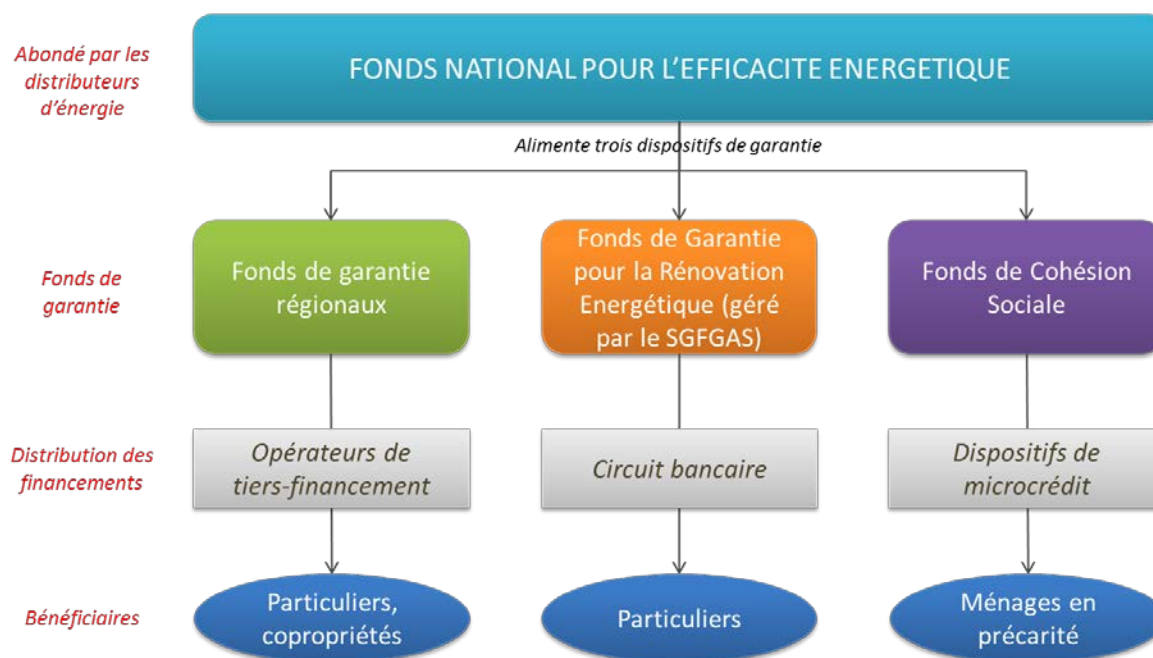 Abondé par les
distributeurs
d'énergie
FONDS NATIONAL POUR L'EFFICACITE ENERGETIQUE
Alimente trois dispositifs de garantie
Fonds de
garantie
Fonds de garantie
régionaux
Fonds de Garantie
pour la Rénovation
Energétique (géré
par le SGFGAS)
Fonds de Cohésion
Sociale
Distribution des
financements
Opérateurs de
tiers-financement
Circuit bancaire
Dispositifs de
microcrédit
Bénéficiaires
Particuliers,
copropriétés
Particuliers
Ménages en
précarité